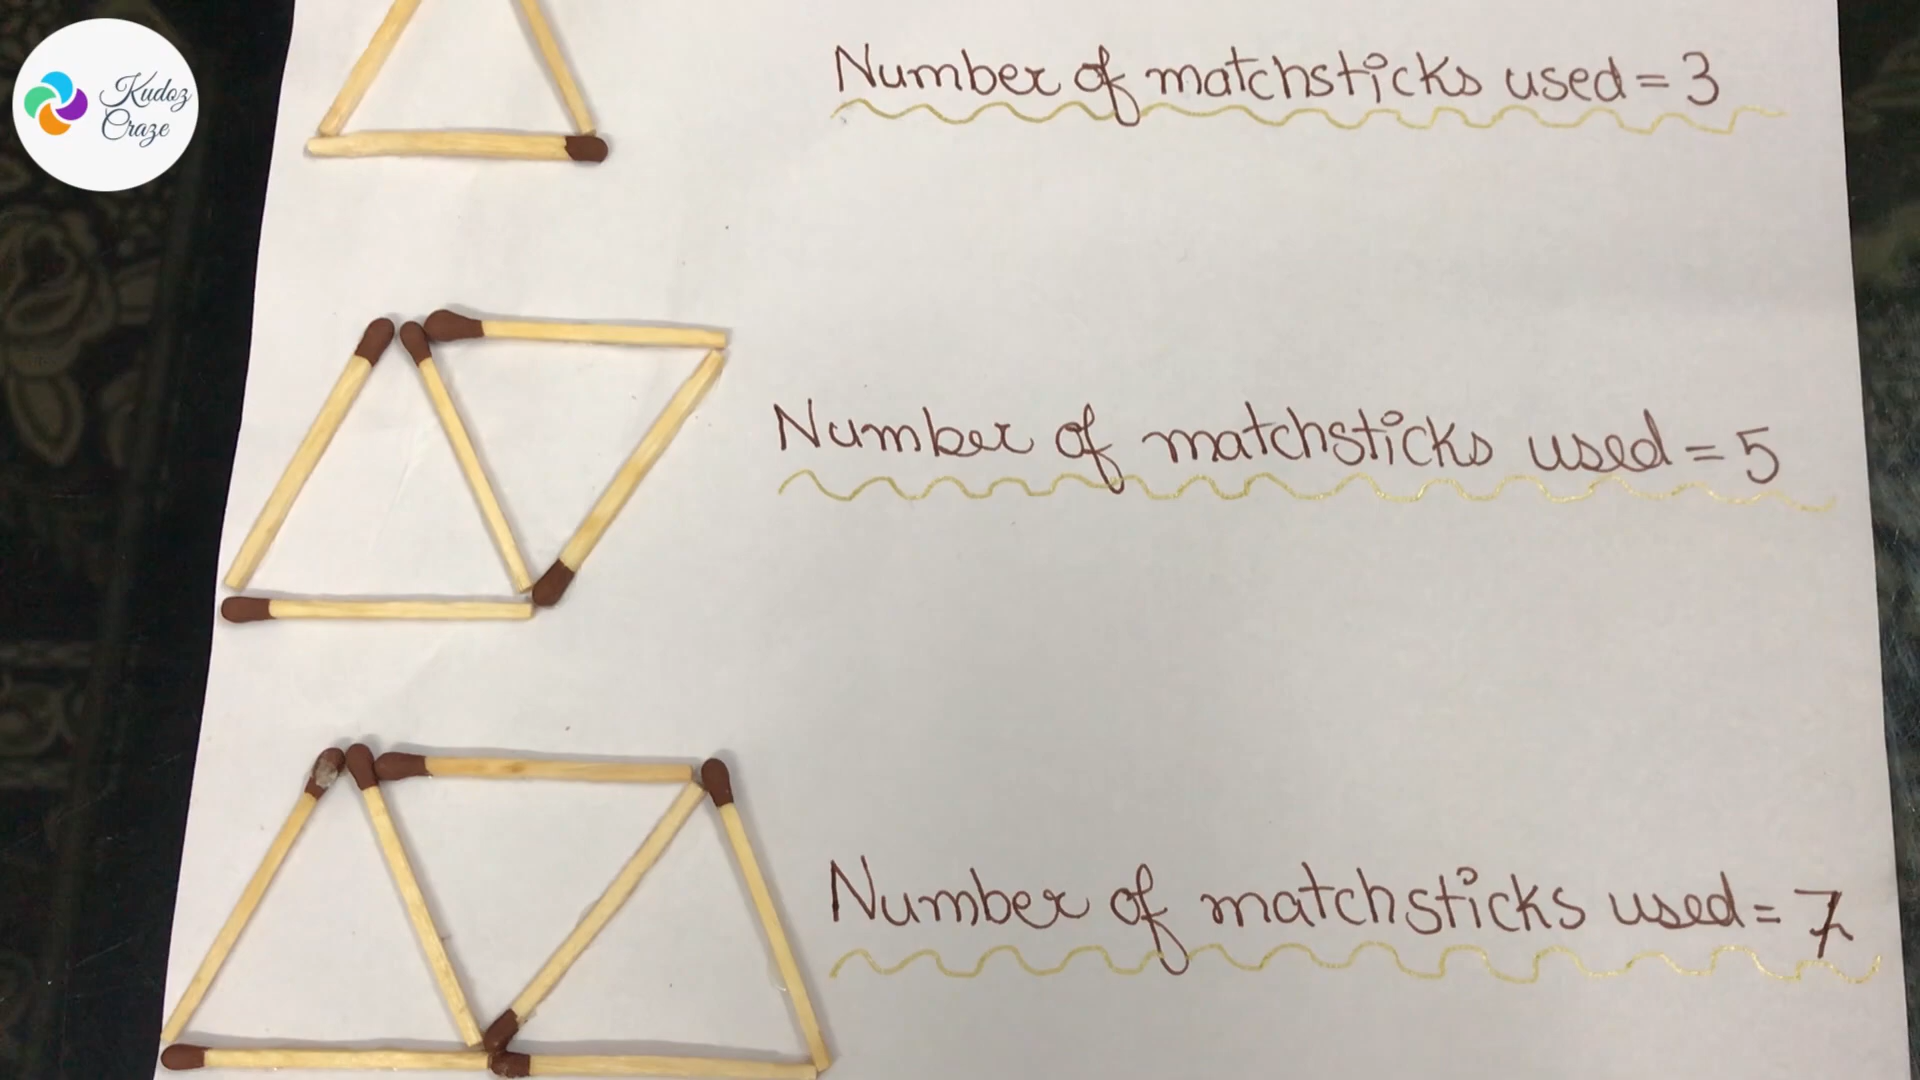 Kudoz
Craze
Number of matchsticks used = 3
Number of matchsticks used = 5
Number of matchsticks used = 7